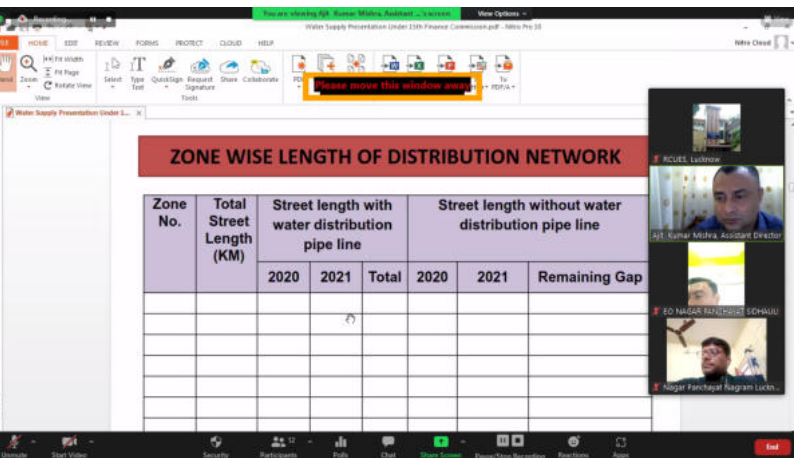 Recording
You are viewing Ajit Kumar Mishra, Assistant ...'s screen
View Options
Water Supply Presentation Under 15th Finance Commission.pdf - Nitro Pro 10
HOME EDIT REVIEW FORMS PROTECT CLOUD HELP
Nitro Cloud
Fit Width
Fit Page
Rotate View
Zoom
Select
Type Text
QuickSign
Request Signature
Share
Collaborate
To PDF/A
View
Tools
Please move this window away
Water Supply Presentation Under 1...
ZONE WISE LENGTH OF DISTRIBUTION NETWORK
Zone No.
Total Street Length (KM)
Street length with water distribution pipe line
Street length without water distribution pipe line
2020 2021 Total 2020 2021 Remaining Gap
RCUES, Lucknow
Ajit Kumar Mishra, Assistant Director
EO NAGAR PANCHAYAT SIDHAULI
Nagar Panchayat Nagram Luckn...
Unmute
Start Video
Security
12
Participants
Polls
Chat
Share Screen
Pause/Stop Recording
Reactions
Apps
End